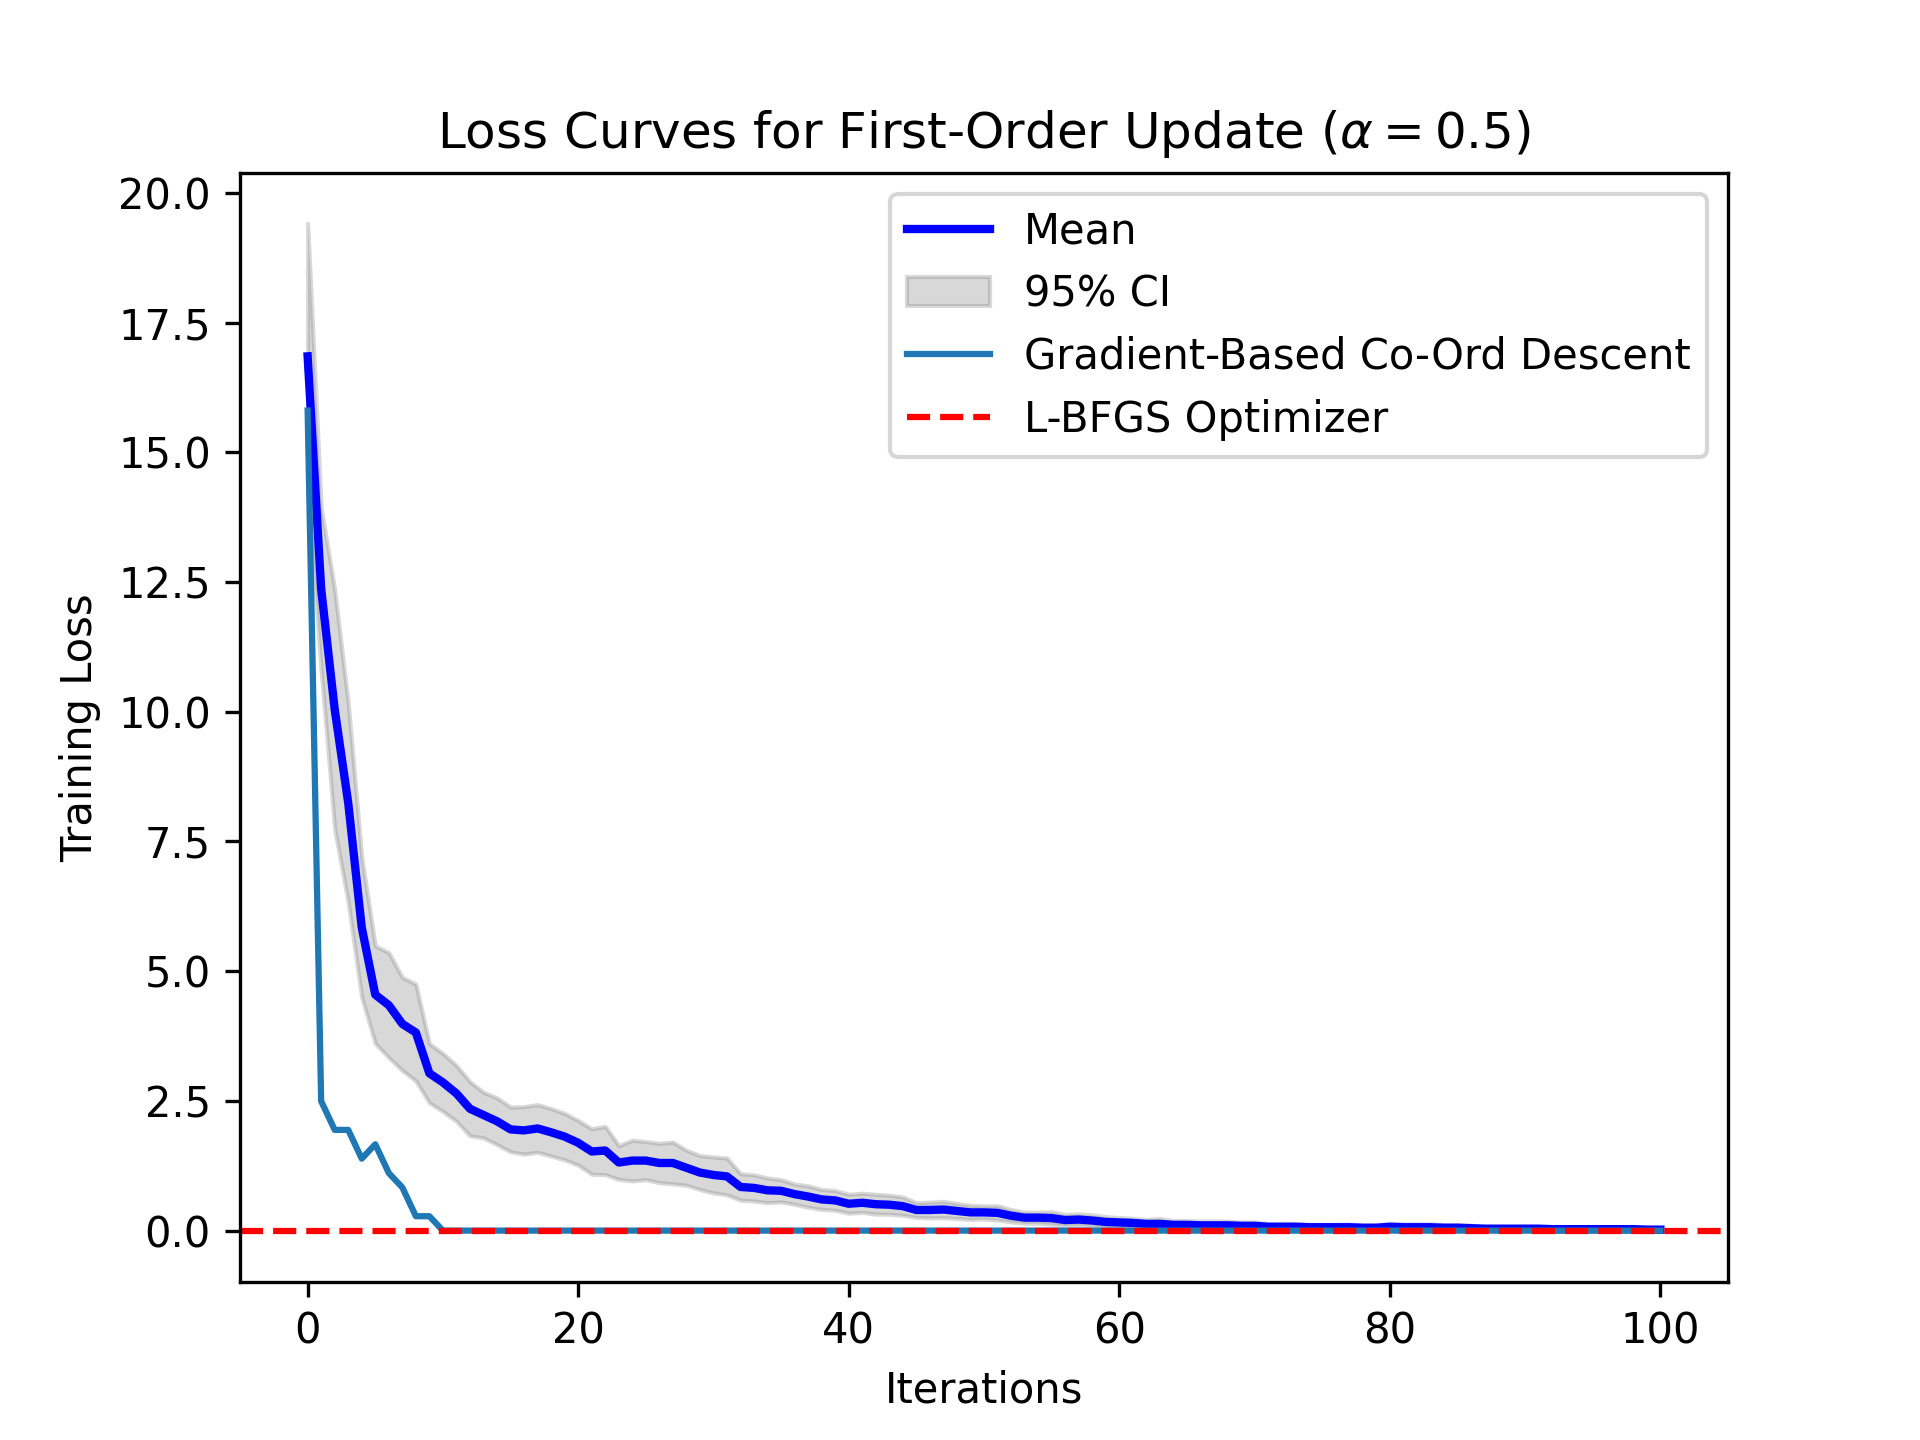 Loss Curves for First-Order Update (α = 0.5)
Mean
95% CI
Gradient-Based Co-Ord Descent
L-BFGS Optimizer
Training Loss
20.0
17.5
15.0
12.5
10.0
7.5
5.0
2.5
0.0
0 20 40 60 80 100
Iterations